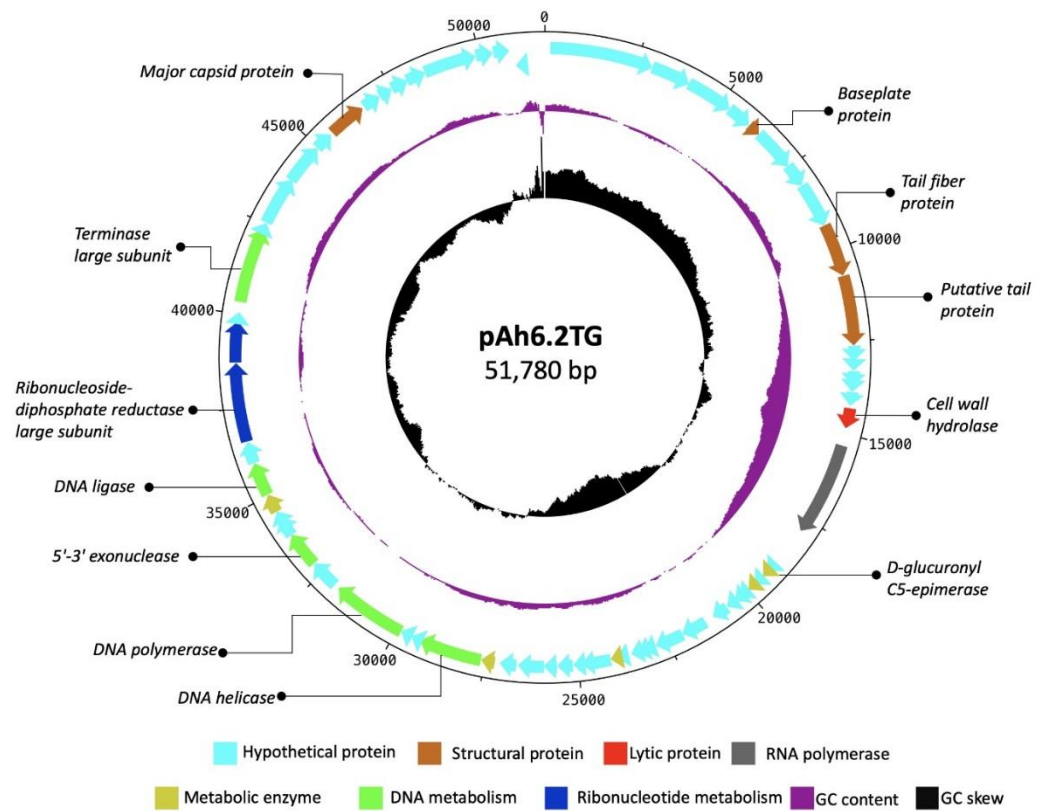 0
5000
10000
15000
20000
25000
30000
35000
40000
45000
50000
Baseplate
protein
Tail fiber
protein
Putative tail
protein
Cell wall
hydrolase
D-glucuronyl
C5-epimerase
DNA helicase
DNA polymerase
5'-3' exonuclease
DNA ligase
Ribonucleoside-
diphosphate reductase
large subunit
Terminase
large subunit
Major capsid protein
pAh6.2TG
51,780 bp
Hypothetical protein
Structural protein
Lytic protein
RNA polymerase
Metabolic enzyme
DNA metabolism
Ribonucleotide metabolism
GC content
GC skew